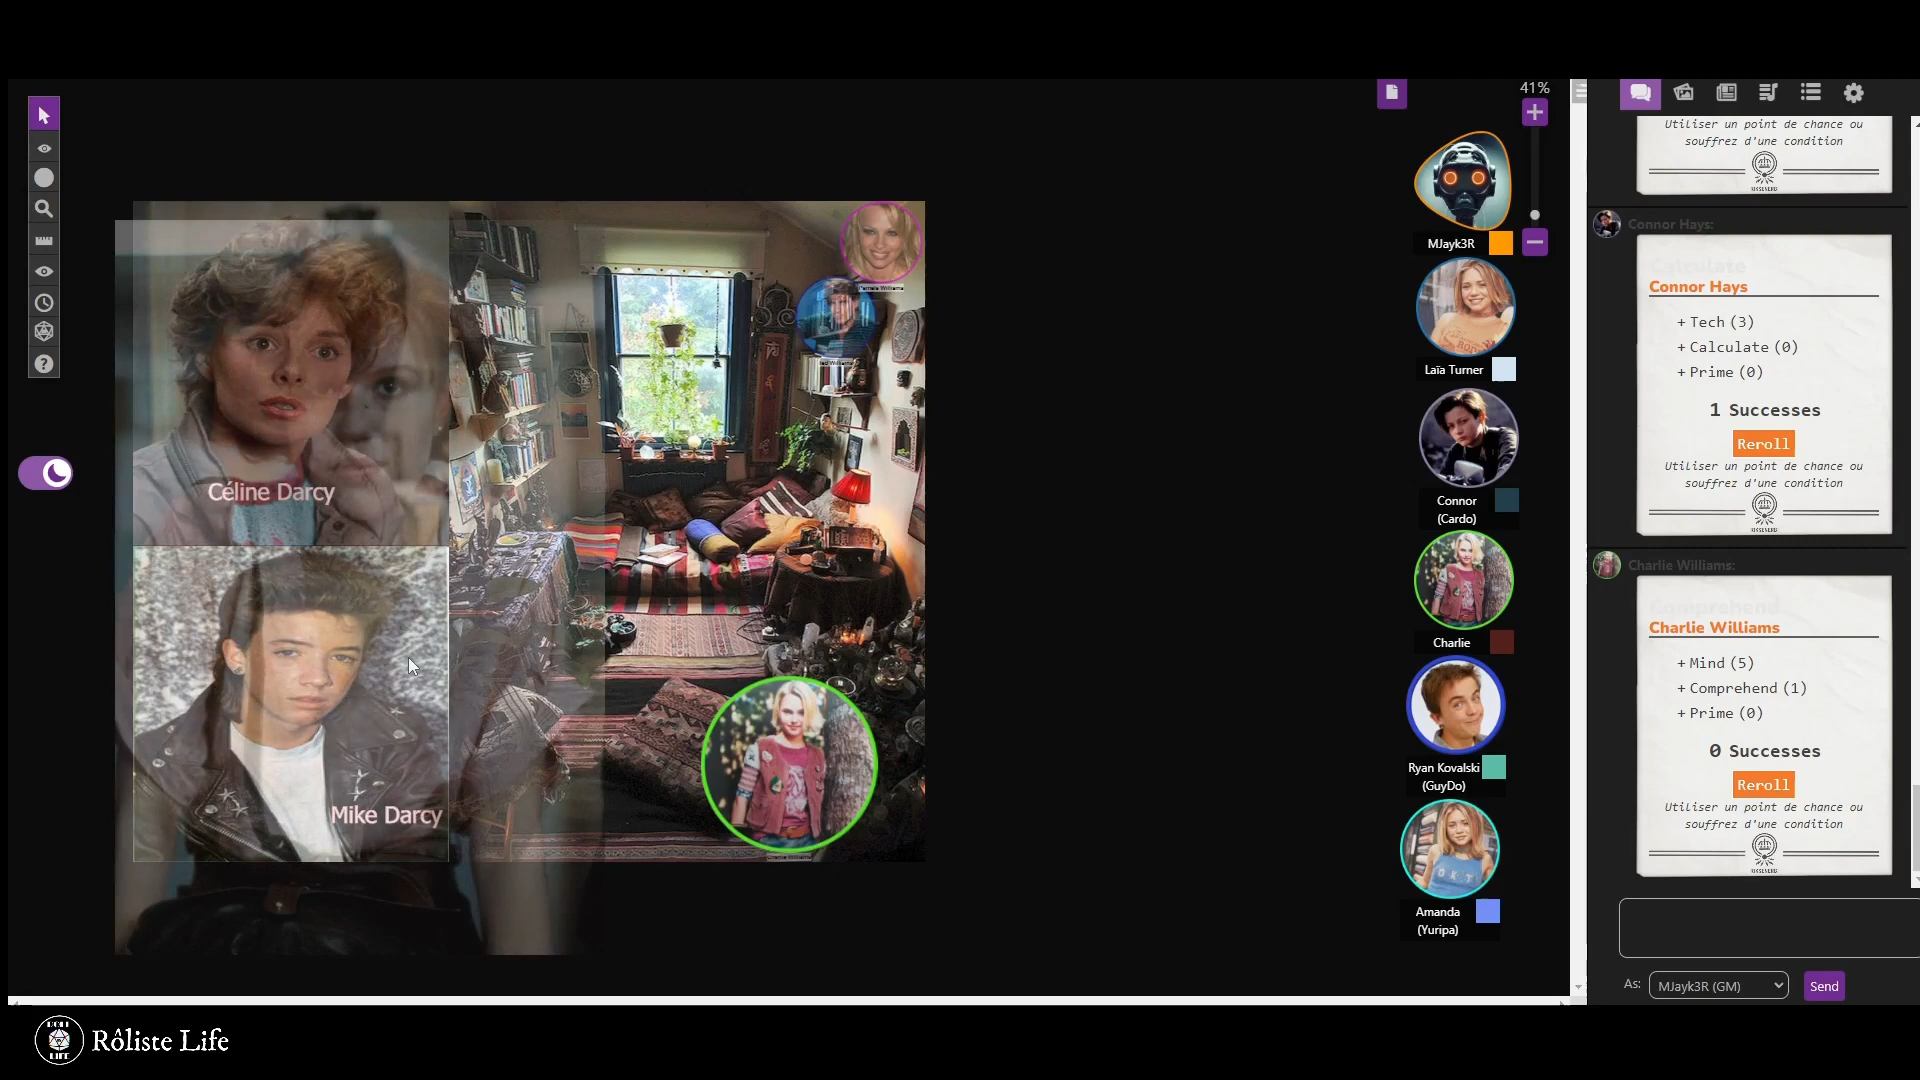 41%
MJayk3R
Laïa Turner
Connor
(Cardo)
Charlie
Ryan Kovalski
(GuyDo)
Amanda
(Yuripa)
Céline Darcy
Mike Darcy
Utiliser un point de chance ou
souffrez d'une condition
Connor Hays:
Calculate
Connor Hays
+ Tech (3)
+ Calculate (0)
+ Prime (0)
1 Successes
Reroll
Utiliser un point de chance ou
souffrez d'une condition
Charlie Williams:
Comprehend
Charlie Williams
+ Mind (5)
+ Comprehend (1)
+ Prime (0)
0 Successes
Reroll
Utiliser un point de chance ou
souffrez d'une condition
As:
MJayk3R (GM)
Send
Rôliste Life